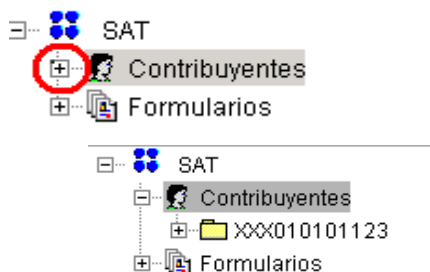 SAT
Contribuyentes
Formularios
SAT
Contribuyentes
XXX010101123
Formularios